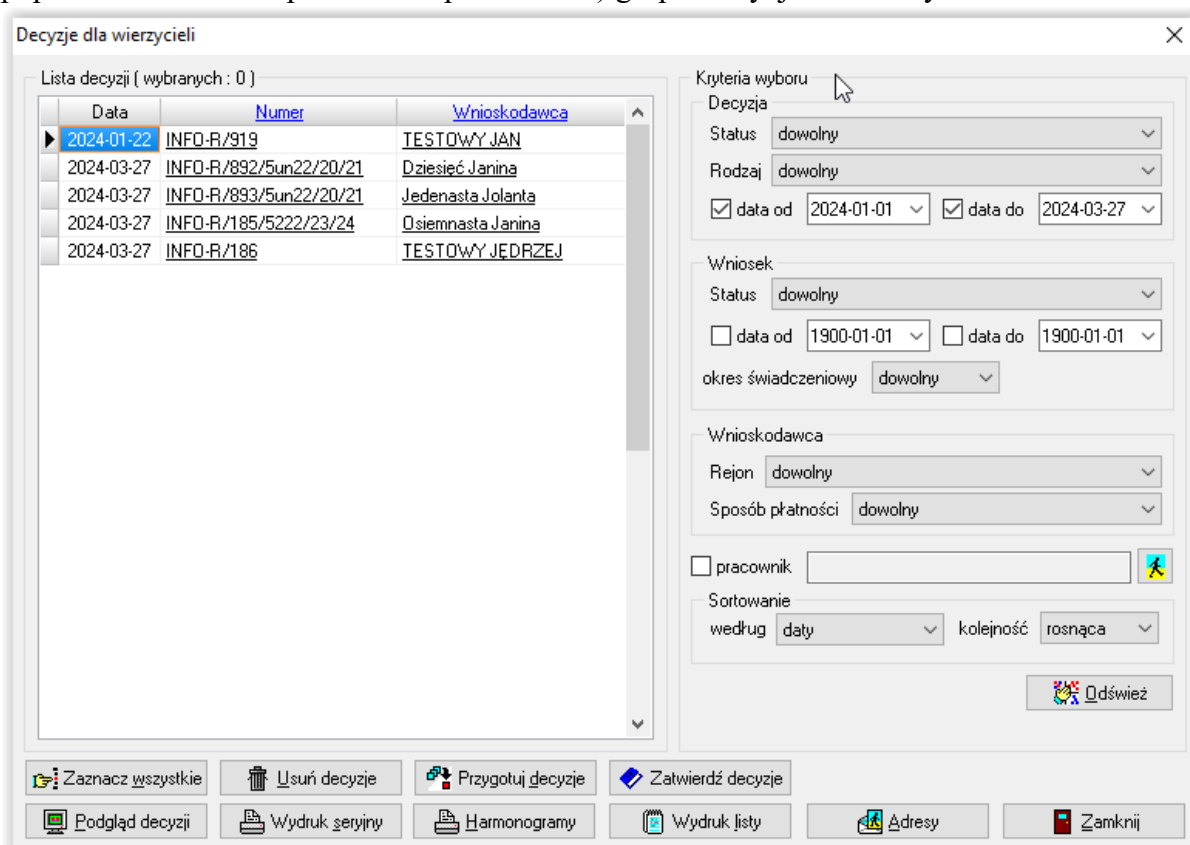 Decyzje dla wierzycieli
Lista decyzji ( wybranych : 0 )
Data Numer Wnioskodawca
2024-01-22 INFO-R/919 TESTOWY JAN
2024-03-27 INFO-R/892/5un22/20/21 Dziesięć Janina
2024-03-27 INFO-R/893/5un22/20/21 Jedenasta Jolanta
2024-03-27 INFO-R/185/5222/23/24 Osiemnasta Janina
2024-03-27 INFO-R/186 TESTOWY JĘDRZEJ
Kryteria wyboru
Decyzja
Status dowolny
Rodzaj dowolny
data od 2024-01-01 data do 2024-03-27
Wniosek
Status dowolny
data od 1900-01-01 data do 1900-01-01
okres świadczeniowy dowolny
Wnioskodawca
Rejon dowolny
Sposób płatności dowolny
pracownik
Sortowanie
według daty kolejność rosnąca
Odśwież
Zaznacz wszystkie Usuń decyzje Przygotuj decyzje Zatwierdź decyzje
Podgląd decyzji Wydruk seryjny Harmonogramy Wydruk listy Adresy Zamknij